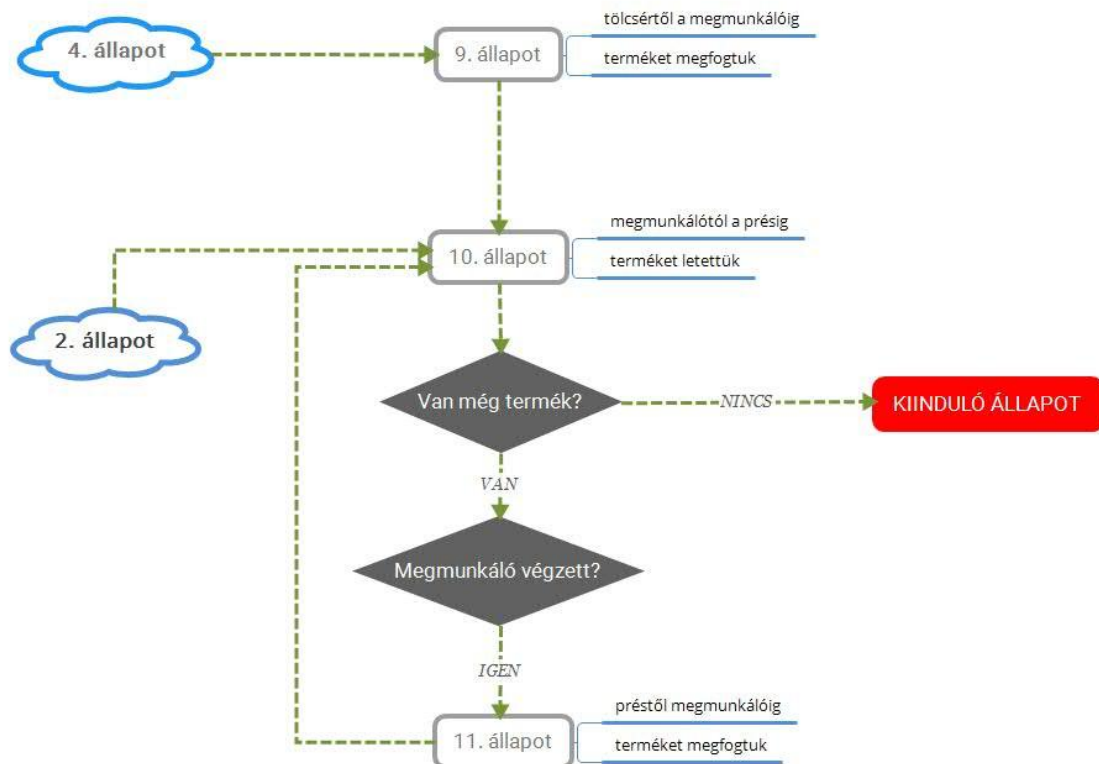 4. állapot
9. állapot
tölcsértől a megmunkálóig
terméket megfogtuk
10. állapot
megmunkálótól a présig
terméket letettük
2. állapot
Van még termék?
NINCS
KIINDULÓ ÁLLAPOT
VAN
Megmunkáló végzett?
IGEN
11. állapot
préstől megmunkálóig
terméket megfogtuk